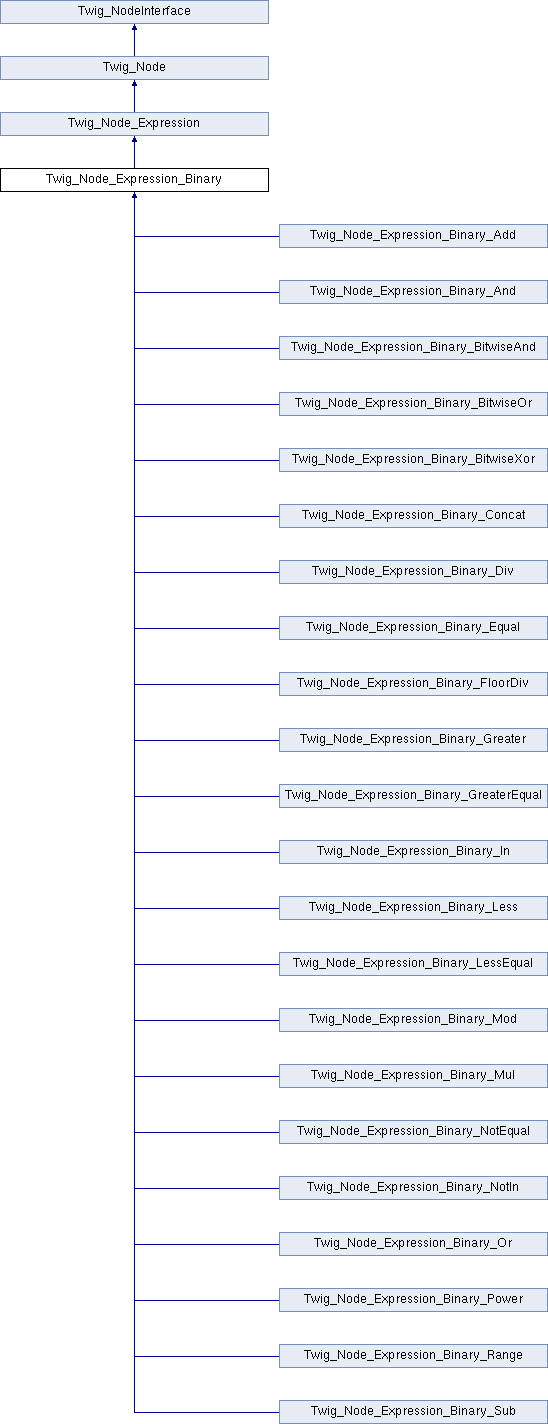 Twig_NodeInterface
Twig_Node
Twig_Node_Expression
Twig_Node_Expression_Binary
Twig_Node_Expression_Binary_Add
Twig_Node_Expression_Binary_And
Twig_Node_Expression_Binary_BitwiseAnd
Twig_Node_Expression_Binary_BitwiseOr
Twig_Node_Expression_Binary_BitwiseXor
Twig_Node_Expression_Binary_Concat
Twig_Node_Expression_Binary_Div
Twig_Node_Expression_Binary_Equal
Twig_Node_Expression_Binary_FloorDiv
Twig_Node_Expression_Binary_Greater
Twig_Node_Expression_Binary_GreaterEqual
Twig_Node_Expression_Binary_In
Twig_Node_Expression_Binary_Less
Twig_Node_Expression_Binary_LessEqual
Twig_Node_Expression_Binary_Mod
Twig_Node_Expression_Binary_Mul
Twig_Node_Expression_Binary_NotEqual
Twig_Node_Expression_Binary_NotIn
Twig_Node_Expression_Binary_Or
Twig_Node_Expression_Binary_Power
Twig_Node_Expression_Binary_Range
Twig_Node_Expression_Binary_Sub